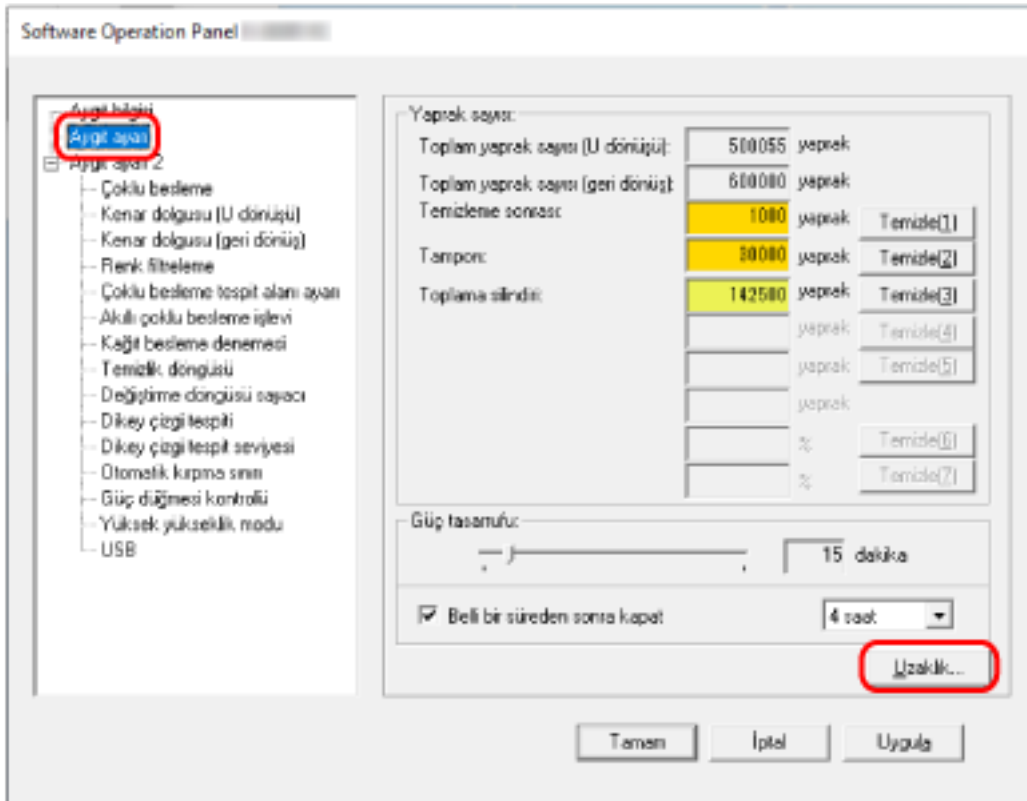 Software Operation Panel
Aygıt bilgisi
Aygıt ayarı
Aygıt ayarı 2
Çoklu besleme
Kenar dolgusu (U dönüşü)
Kenar dolgusu (geri dönüş)
Renk filtreleme
Çoklu besleme tespit alanı ayarı
Akıllı çoklu besleme işlevi
Kağıt besleme denemesi
Temizlik döngüsü
Değiştirme döngüsü sayacı
Dikey çizgi tespiti
Dikey çizgi tespit seviyesi
Otomatik kırpma sınırı
Güç düğmesi kontrolü
Yüksek yükseklik modu
USB
Yaprak sayısı:
Toplam yaprak sayısı (U dönüşü): 500055 yaprak
Toplam yaprak sayısı (geri dönüş): 600000 yaprak
Temizleme sonrası: 1000 yaprak Temizle(1)
Tampon: 30000 yaprak Temizle(2)
Toplama silindiri: 142500 yaprak Temizle(3)
yaprak Temizle(4)
yaprak Temizle(5)
yaprak
% Temizle(6)
% Temizle(7)
Güç tasarrufu:
15 dakika
Belli bir süreden sonra kapat 4 saat
Uzaklık...
Tamam İptal Uygula